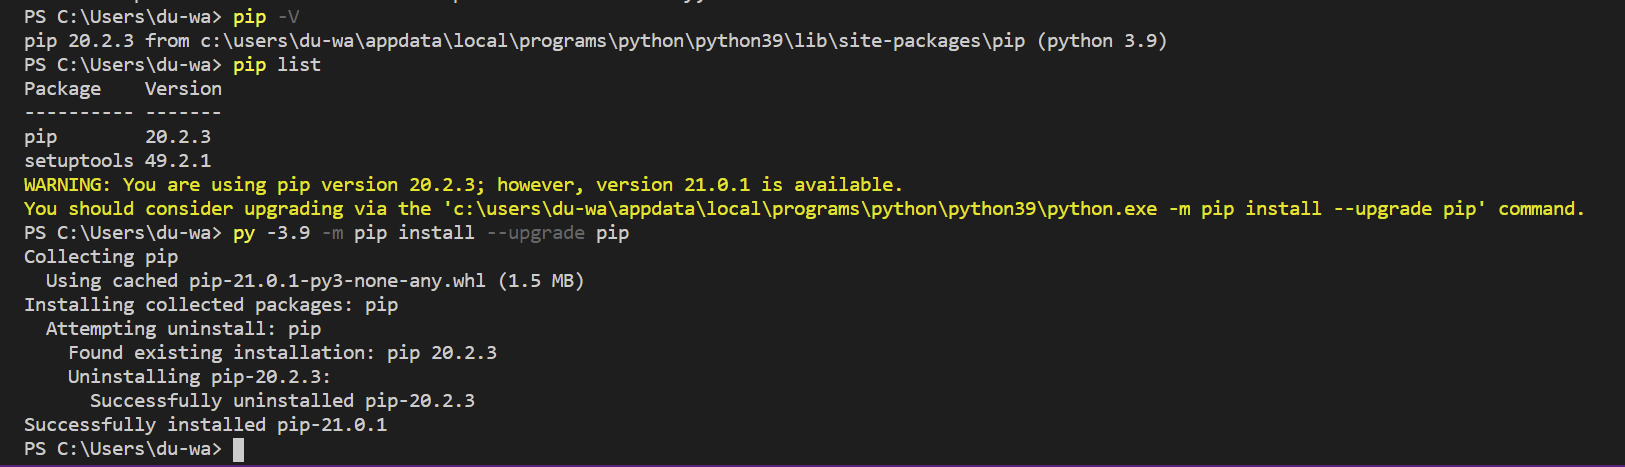 PS C:\Users\du-wa> pip -V
pip 20.2.3 from c:\users\du-wa\appdata\local\programs\python\python39\lib\site-packages\pip (python 3.9)
PS C:\Users\du-wa> pip list
Package    Version
---------- -------
pip        20.2.3
setuptools 49.2.1
WARNING: You are using pip version 20.2.3; however, version 21.0.1 is available.
You should consider upgrading via the 'c:\users\du-wa\appdata\local\programs\python\python39\python.exe -m pip install --upgrade pip' command.
PS C:\Users\du-wa> py -3.9 -m pip install --upgrade pip
Collecting pip
  Using cached pip-21.0.1-py3-none-any.whl (1.5 MB)
Installing collected packages: pip
  Attempting uninstall: pip
    Found existing installation: pip 20.2.3
    Uninstalling pip-20.2.3:
      Successfully uninstalled pip-20.2.3
Successfully installed pip-21.0.1
PS C:\Users\du-wa>